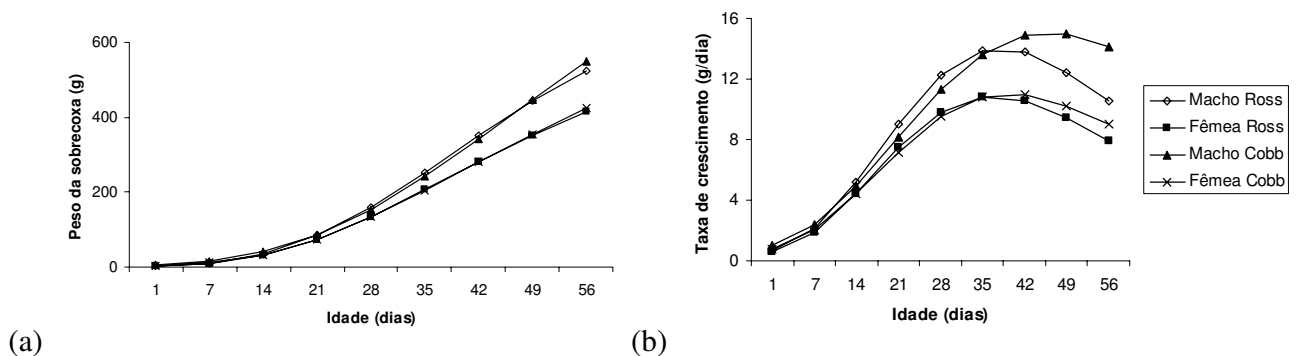 600
400
200
0
Peso da sobrecoxa (g)
1 7 14 21 28 35 42 49 56
Idade (dias)
(a)
16
12
8
4
0
Taxa de crescimento (g/dia)
1 7 14 21 28 35 42 49 56
Idade (dias)
(b)
Macho Ross
Fêmea Ross
Macho Cobb
Fêmea Cobb